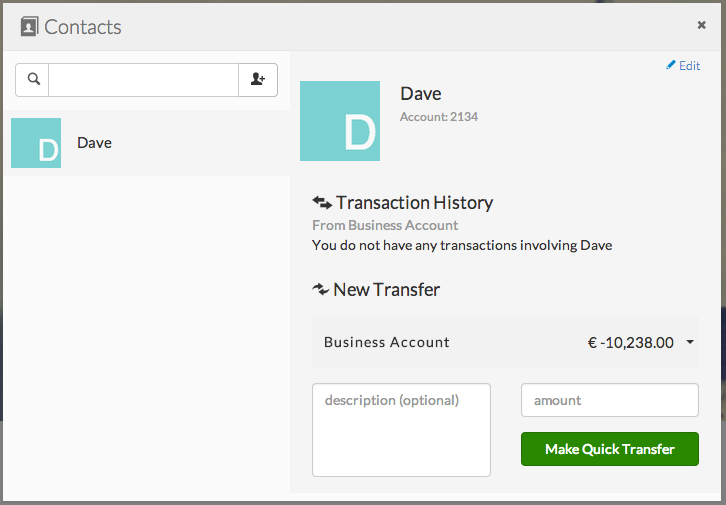 Contacts
Edit
D
Dave
D
Dave
Account: 2134
Transaction History
From Business Account
You do not have any transactions involving Dave
New Transfer
Business Account € -10,238.00
description (optional)
amount
Make Quick Transfer